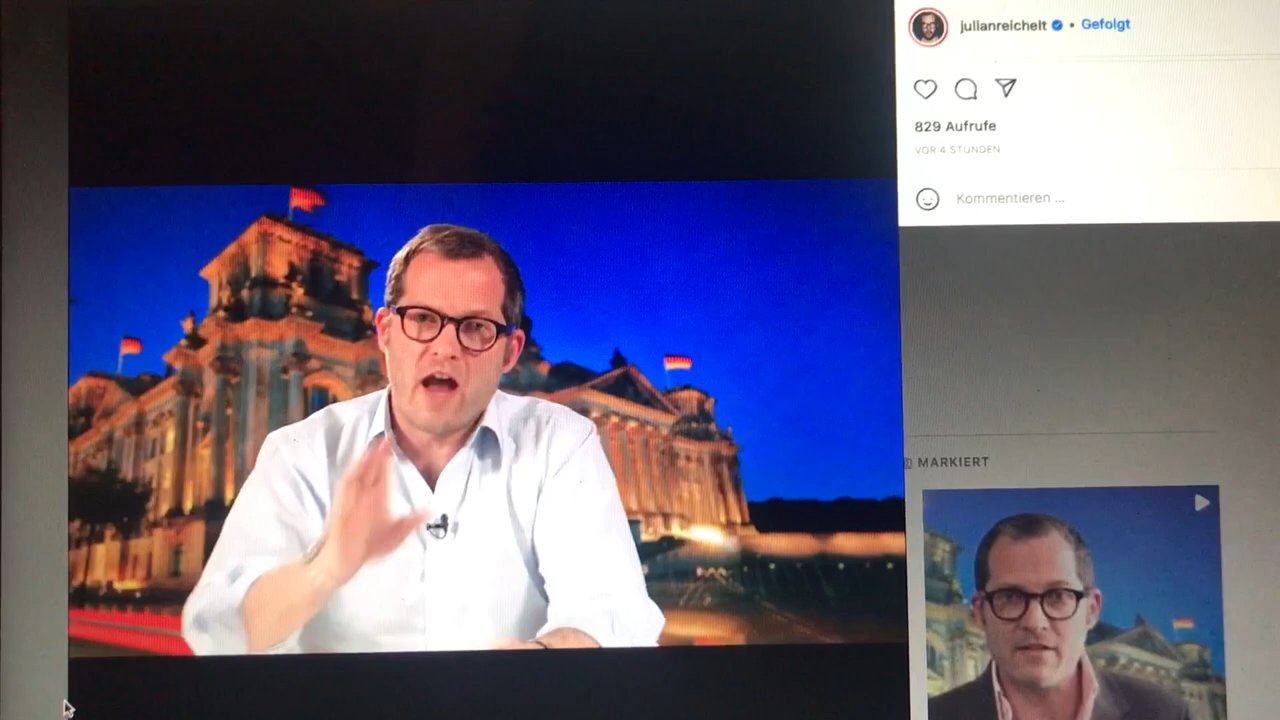 julianreichelt • Gefolgt
829 Aufrufe
VOR 4 STUNDEN
Kommentieren ...
MARKIERT